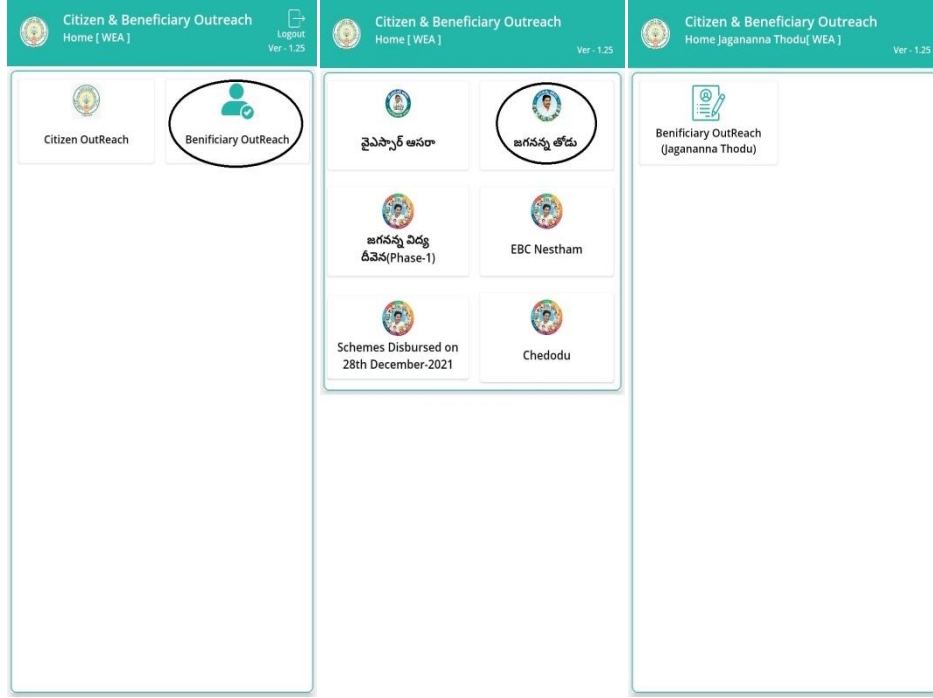 Citizen & Beneficiary Outreach
Home [ WEA ]
Logout
Ver - 1.25
Citizen OutReach
Benificiary OutReach
Citizen & Beneficiary Outreach
Home [ WEA ]
Ver - 1.25
వైఎస్సార్ ఆసరా
జగనన్న తోడు
జగనన్న విద్య
దీవెన(Phase-1)
EBC Nestham
Schemes Disbursed on
28th December-2021
Chedodu
Citizen & Beneficiary Outreach
Home Jagananna Thodu[ WEA ]
Ver - 1.25
Benificiary OutReach
(Jagananna Thodu)